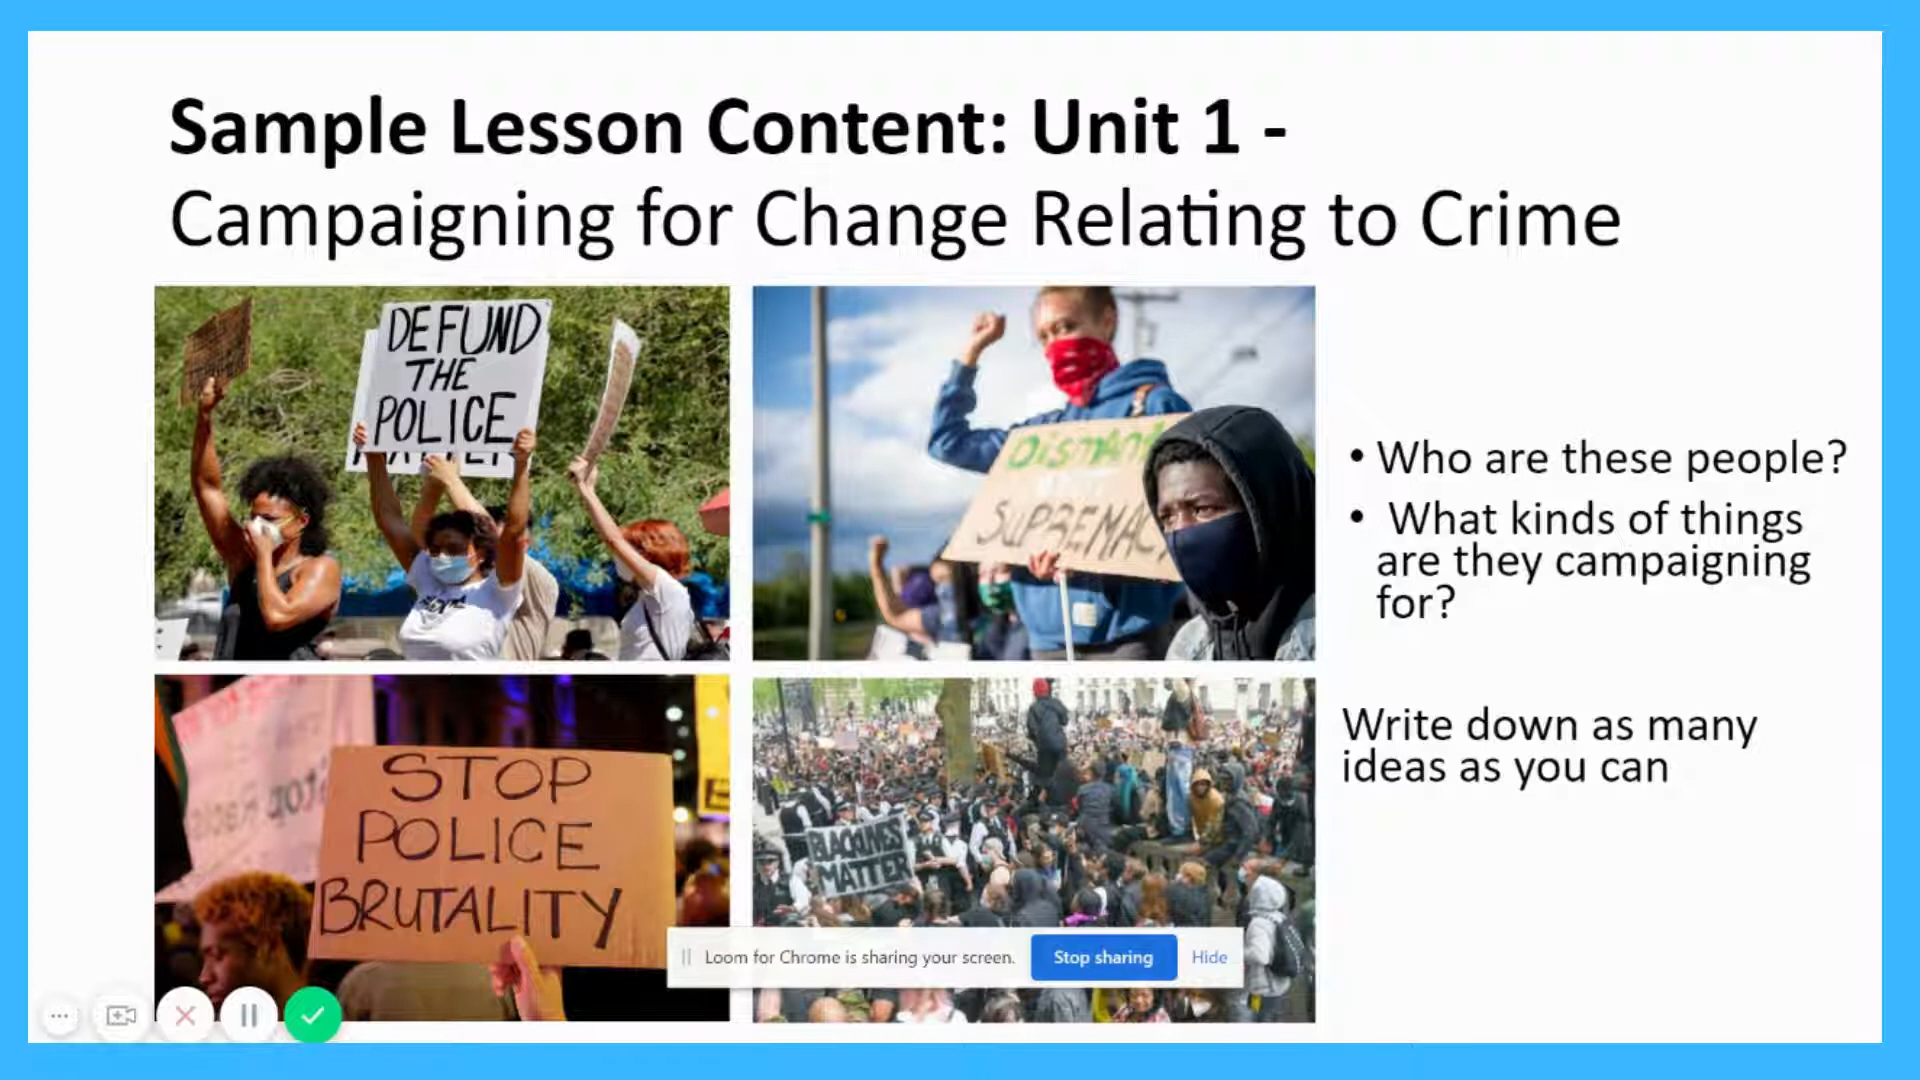 Sample Lesson Content: Unit 1 -
Campaigning for Change Relating to Crime
DEFUND
THE
POLICE
SUPREMAC
• Who are these people?
• What kinds of things
are they campaigning
for?
Write down as many
ideas as you can
STOP
POLICE
BRUTALITY
BLACK LIVES
MATTER
Loom for Chrome is sharing your screen.
Stop sharing
Hide